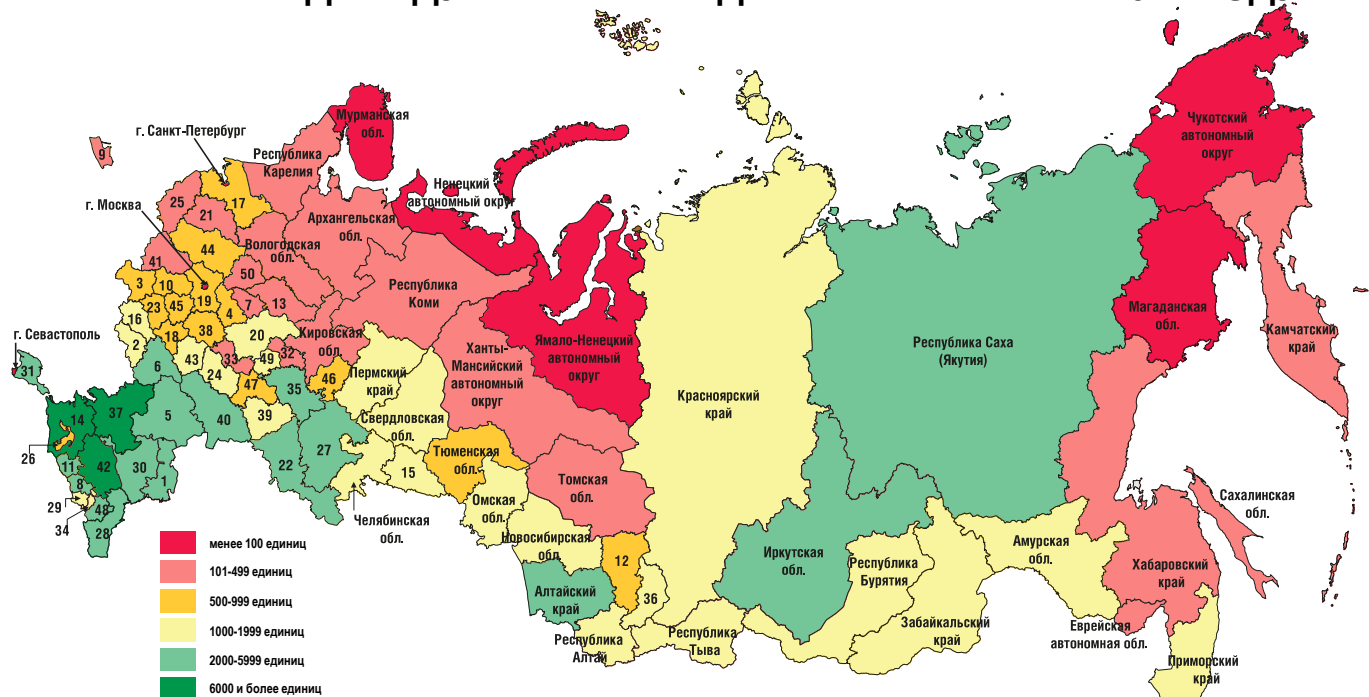 г. Санкт-Петербург
Мурманская
обл.
Республика
Карелия
9
Ненецкий
автономный округ
Чукотский
автономный
округ
г. Москва
25
21
17
Архангельская
обл.
44
Вологодская
обл.
41
50
3
10
Республика
Коми
23
45
19
4
7
13
16
18
38
20
Кировская
обл.
г. Севастополь
2
43
33
32
49
31
6
24
47
46
35
Пермский
край
Ханты-
Мансийский
автономный
округ
Ямало-Ненецкий
автономный
округ
Магаданская
обл.
Камчатский
край
Республика Саха
(Якутия)
Красноярский
край
14
37
5
40
39
Свердловская
обл.
26
11
42
30
1
22
27
15
Тюменская
обл.
8
29
48
34
28
Томская
обл.
Омская
обл.
Челябинская
обл.
Новосибирская
обл.
12
36
Алтайский
край
Республика
Алтай
Республика
Тыва
Иркутская
обл.
Республика
Бурятия
Забайкальский
край
Амурская
обл.
Хабаровский
край
Сахалинская
обл.
Еврейская
автономная обл.
Приморский
край
менее 100 единиц
101-499 единиц
500-999 единиц
1000-1999 единиц
2000-5999 единиц
6000 и более единиц